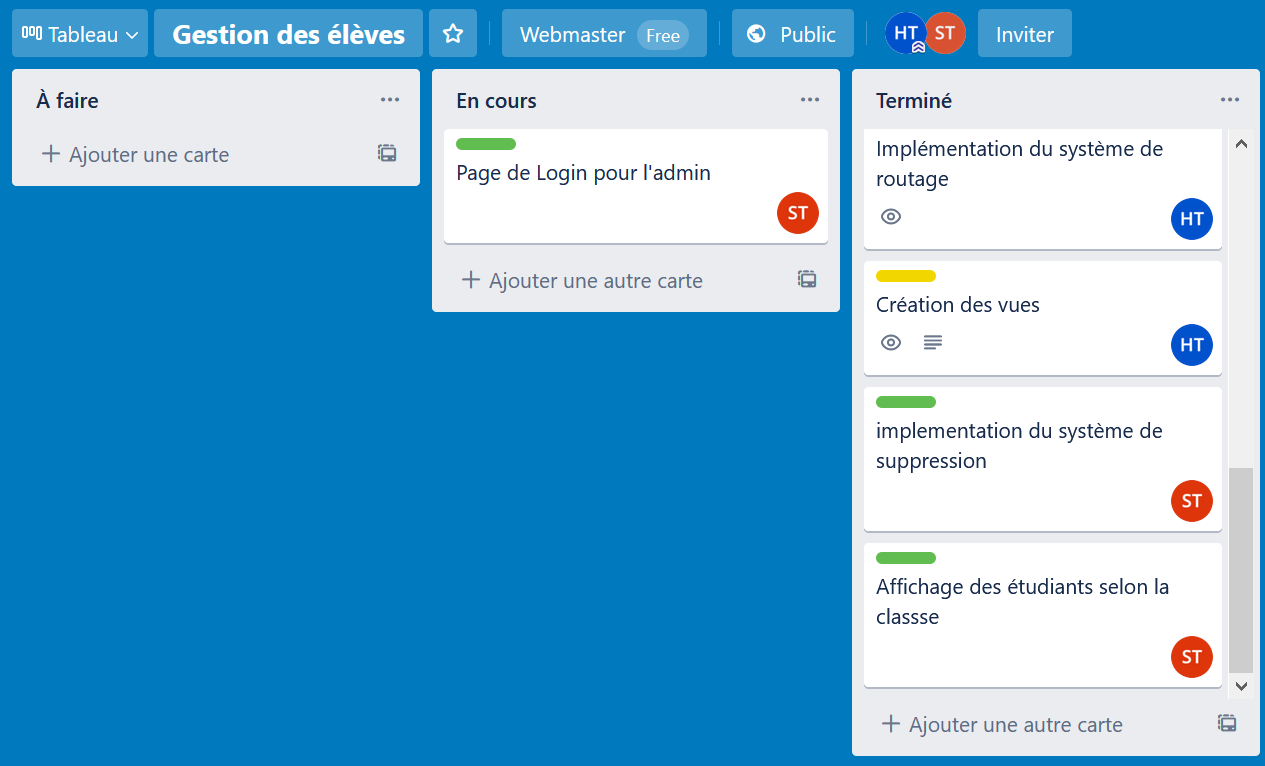 Tableau
Gestion des élèves
Webmaster Free
Public
HT ST
Inviter
À faire
Ajouter une carte
En cours
Page de Login pour l'admin
ST
Ajouter une autre carte
Terminé
Implémentation du système de
routage
HT
Création des vues
HT
implementation du système de
suppression
ST
Affichage des étudiants selon la
classse
ST
Ajouter une autre carte